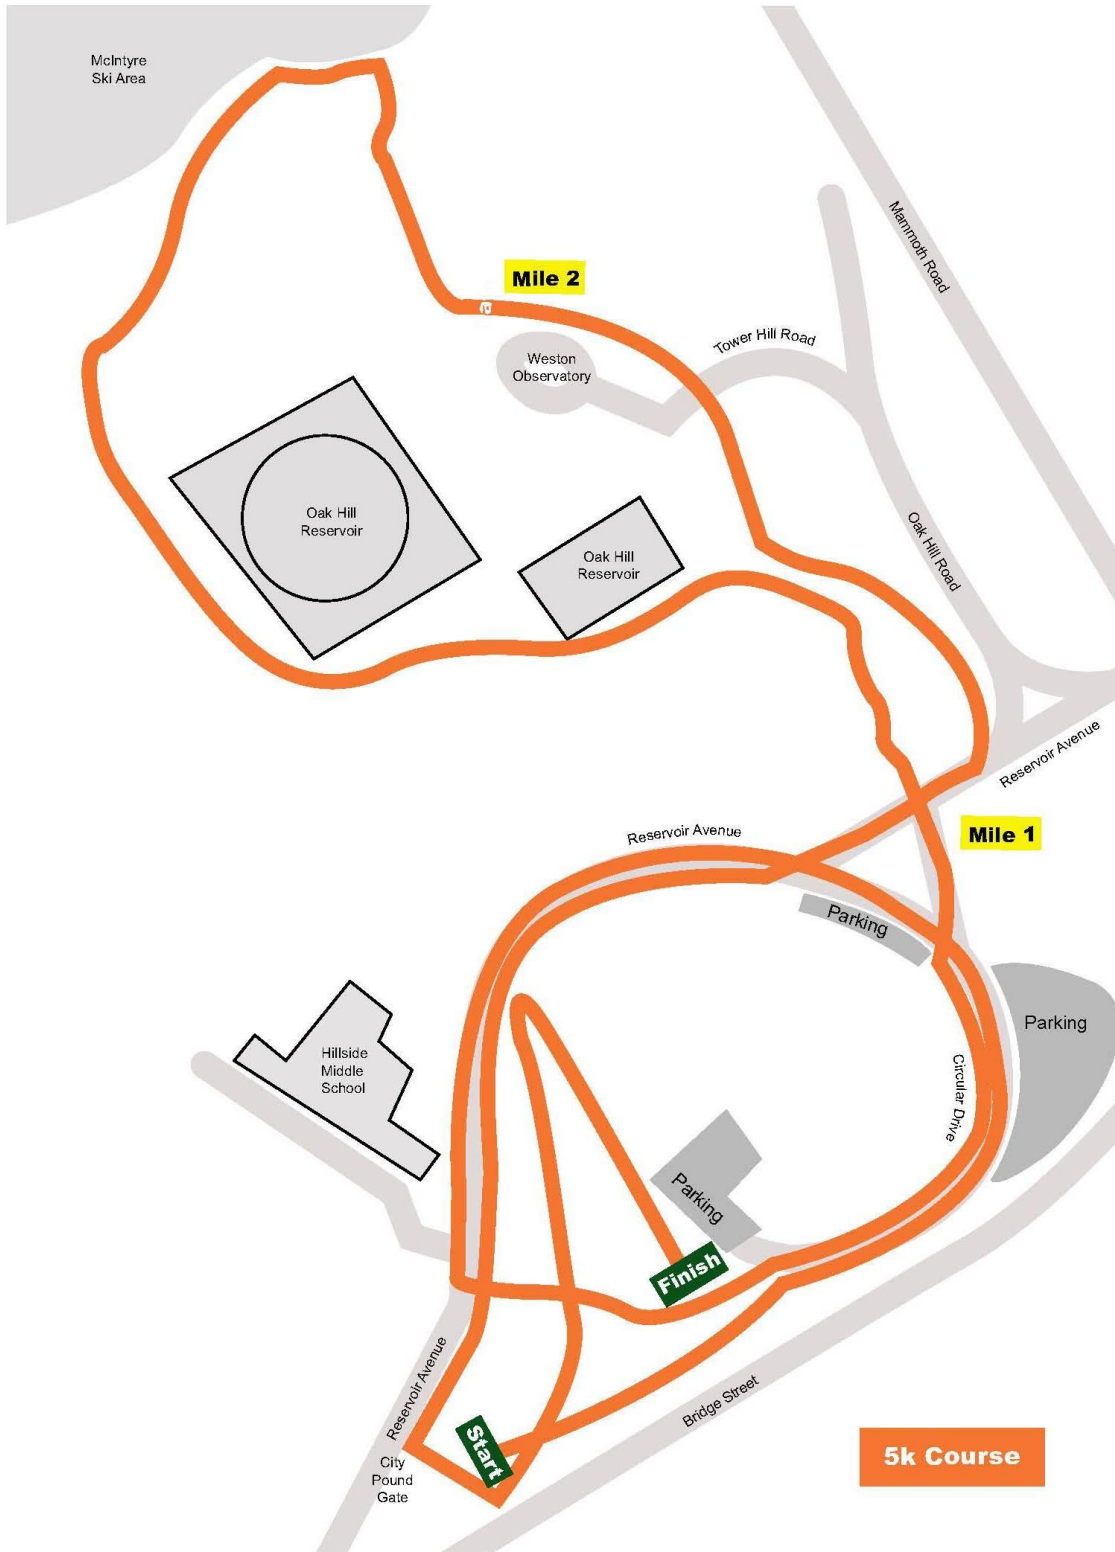 McIntyre
Ski Area
Mammoth Road
Mile 2
a
Tower Hill Road
Weston
Observatory
Oak Hill
Reservoir
Oak Hill
Reservoir
Oak Hill Road
Reservoir Avenue
Reservoir Avenue
Mile 1
Parking
Parking
Hillside
Middle
School
Circular Drive
Parking
Finish
Reservoir Avenue
Bridge Street
Start
City
Pound
Gate
5k Course